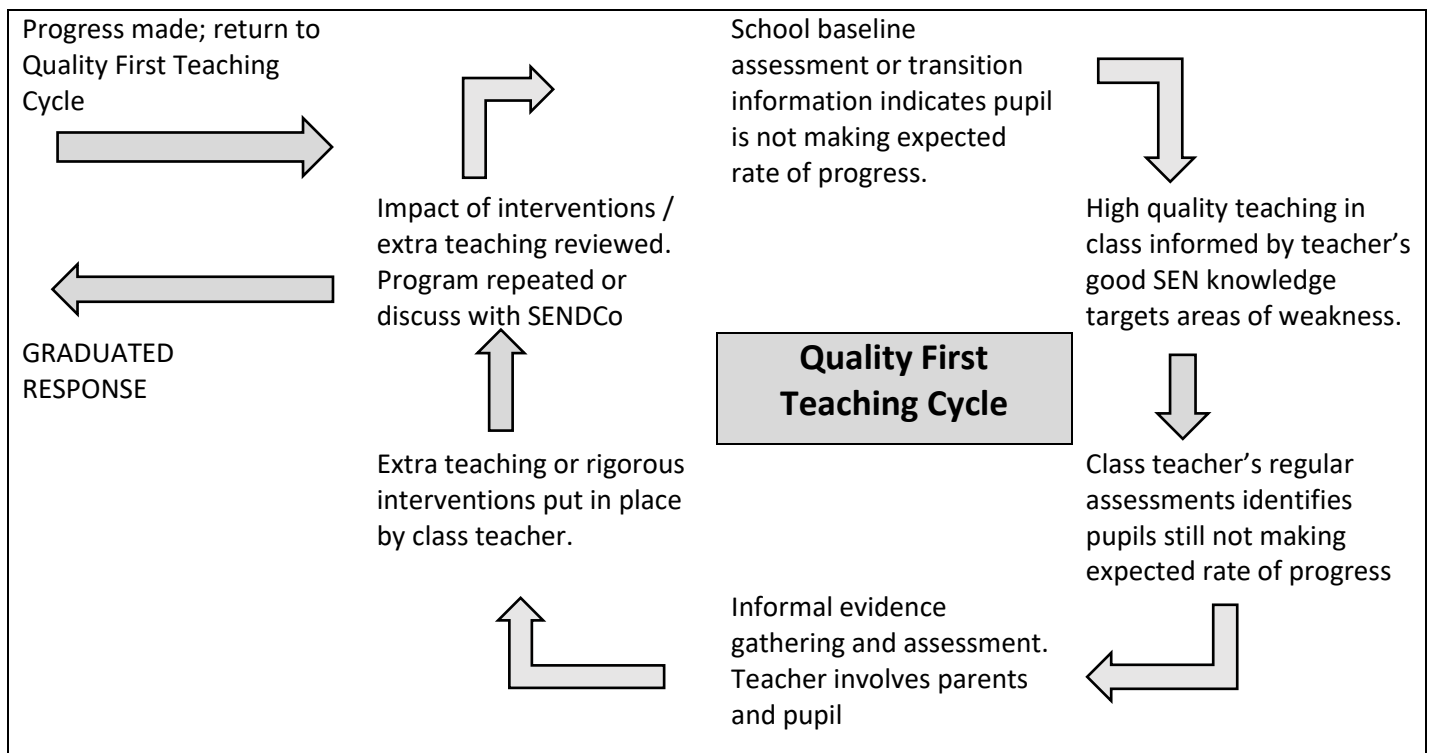 Progress made; return to
Quality First Teaching
Cycle
School baseline
assessment or transition
information indicates pupil
is not making expected
rate of progress.
High quality teaching in
class informed by teacher’s
good SEN knowledge
targets areas of weakness.
Class teacher’s regular
assessments identifies
pupils still not making
expected rate of progress
Informal evidence
gathering and assessment.
Teacher involves parents
and pupil
Extra teaching or rigorous
interventions put in place
by class teacher.
Impact of interventions /
extra teaching reviewed.
Program repeated or
discuss with SENDCo
GRADUATED
RESPONSE
Quality First
Teaching Cycle